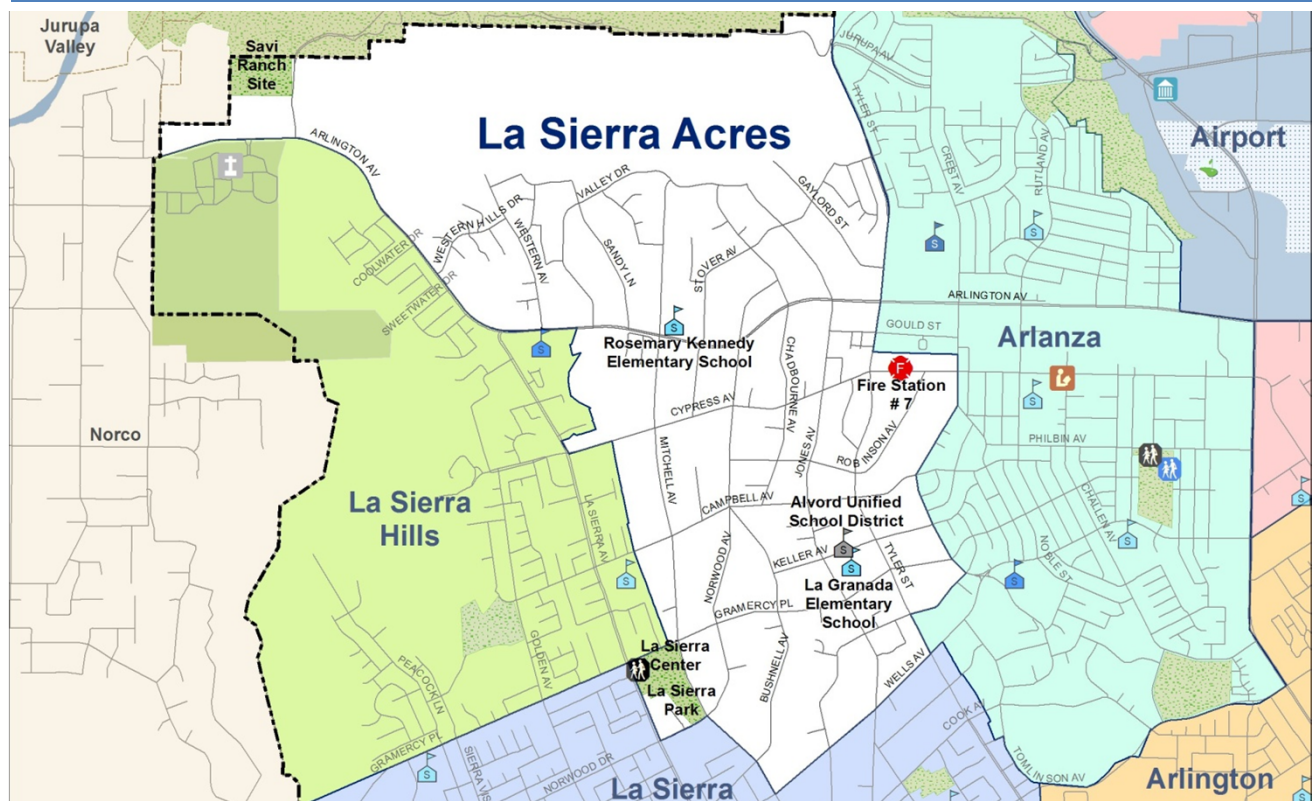 Jurupa
Valley
Savi
Ranch
Site
JURUPA AV
TYLER ST
La Sierra Acres
Airport
ARLINGTON AV
CREST AV
RUTLAND AV
VALLEY DR
GAYLORD ST
WESTERN HILLS DR
WESTERN AV
SANDY LN
STOVER AV
COOLWATER DR
SWEETWATER DR
S
S
ARLINGTON AV
GOULD ST
Arlanza
S
S
Rosemary Kennedy
Elementary School
CHADBOURNE AV
F
Fire Station
# 7
S
CYPRESS AV
Norco
MITCHELL AV
JONES AV
ROBINSON AV
PHILBIN AV
La Sierra
Hills
LA SIERRA AV
CAMPBELL AV
Alvord Unified
School District
CHALLEN AV
S
S
NORWOOD AV
KELLER AV
S
S
TYLER ST
NOBLE ST
S
S
La Granada
Elementary
School
GRAMERCY PL
PEACOCK LN
GOLDEN AV
La Sierra
Center
La Sierra
Park
BUSHNELL AV
WELLS AV
COOK AV
GRAMERCY PL
S
SIERRA VIS
NORWOOD DR
La Sierra
TOMLINSON AV
Arlington
S